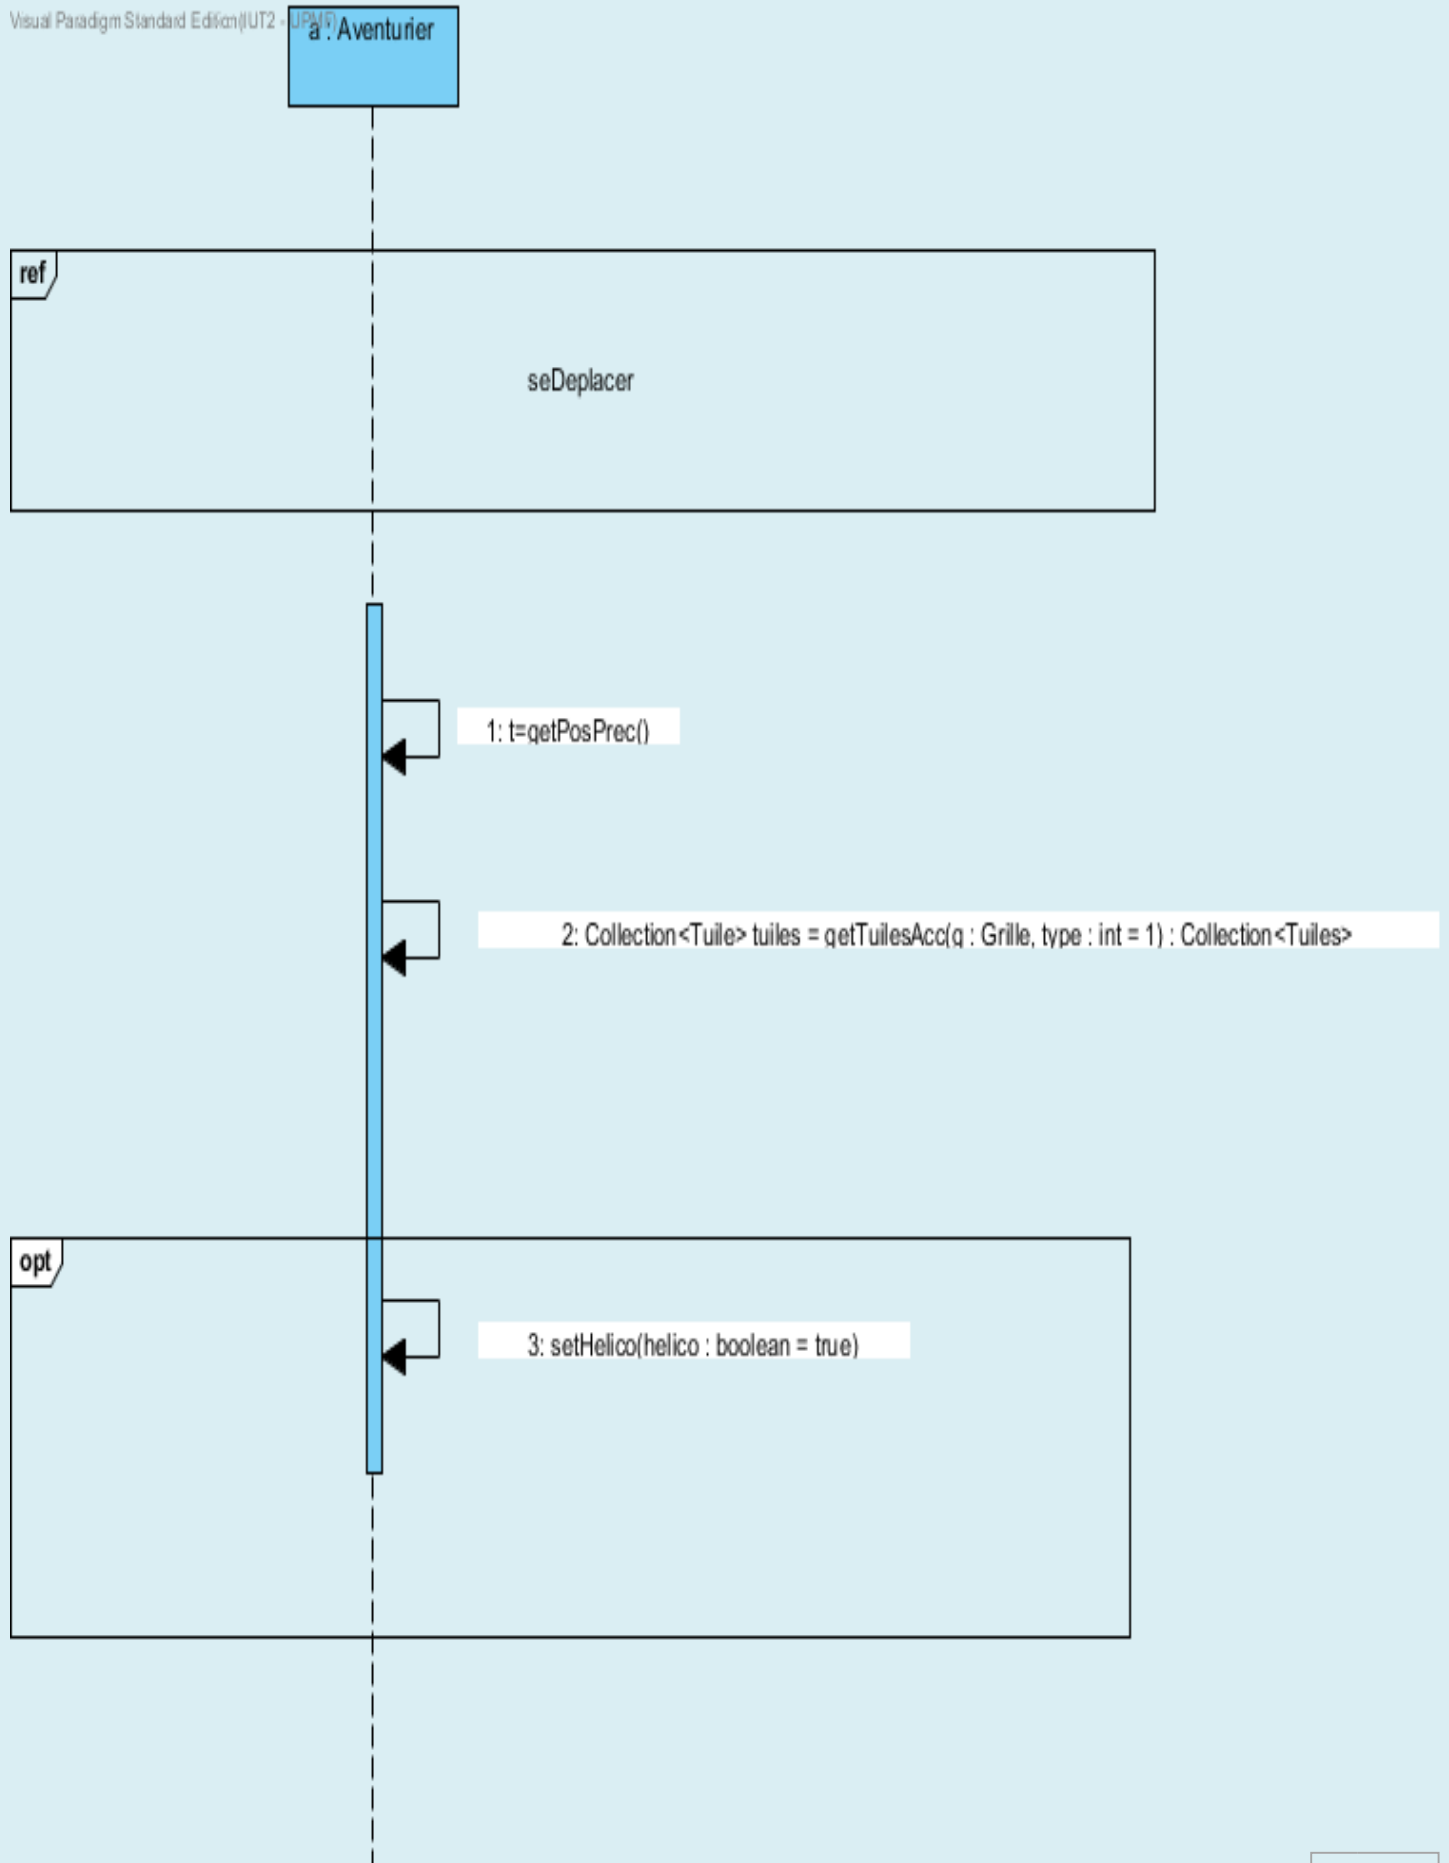 Visual Paradigm Standard Edition(IUT2 - UPMF)
a : Aventurier
ref
seDeplacer
1: t=getPosPrec()
2: Collection<Tuile> tuiles = getTuilesAcc(g : Grille, type : int = 1) : Collection<Tuiles>
opt
3: setHelico(helico : boolean = true)